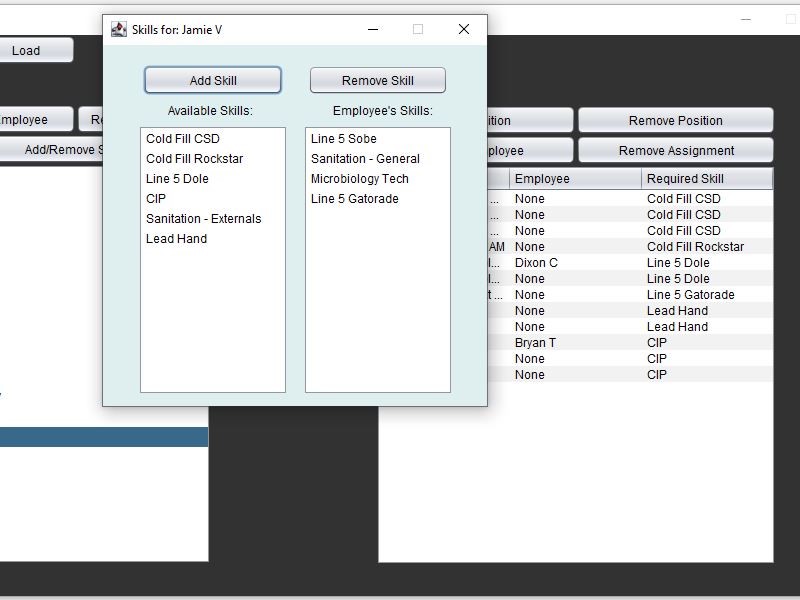 Skills for: Jamie V
Load
Add Skill
Remove Skill
Available Skills:
Employee's Skills:
Cold Fill CSD
Cold Fill Rockstar
Line 5 Dole
CIP
Sanitation - Externals
Lead Hand
Line 5 Sobe
Sanitation - General
Microbiology Tech
Line 5 Gatorade
mployee
Re
Add/Remove S
ition
Remove Position
ployee
Remove Assignment
Employee Required Skill
... None Cold Fill CSD
... None Cold Fill CSD
... None Cold Fill CSD
AM None Cold Fill Rockstar
l... Dixon C Line 5 Dole
l... None Line 5 Dole
t ... None Line 5 Gatorade
None Lead Hand
None Lead Hand
Bryan T CIP
None CIP
None CIP